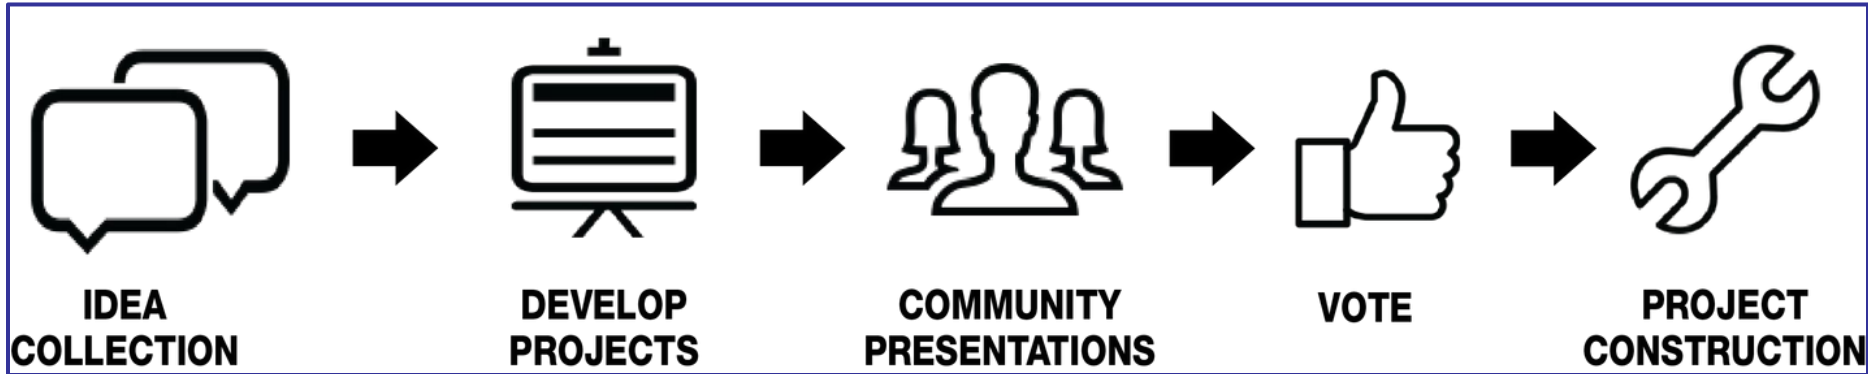 IDEA
COLLECTION
DEVELOP
PROJECTS
COMMUNITY
PRESENTATIONS
VOTE
PROJECT
CONSTRUCTION